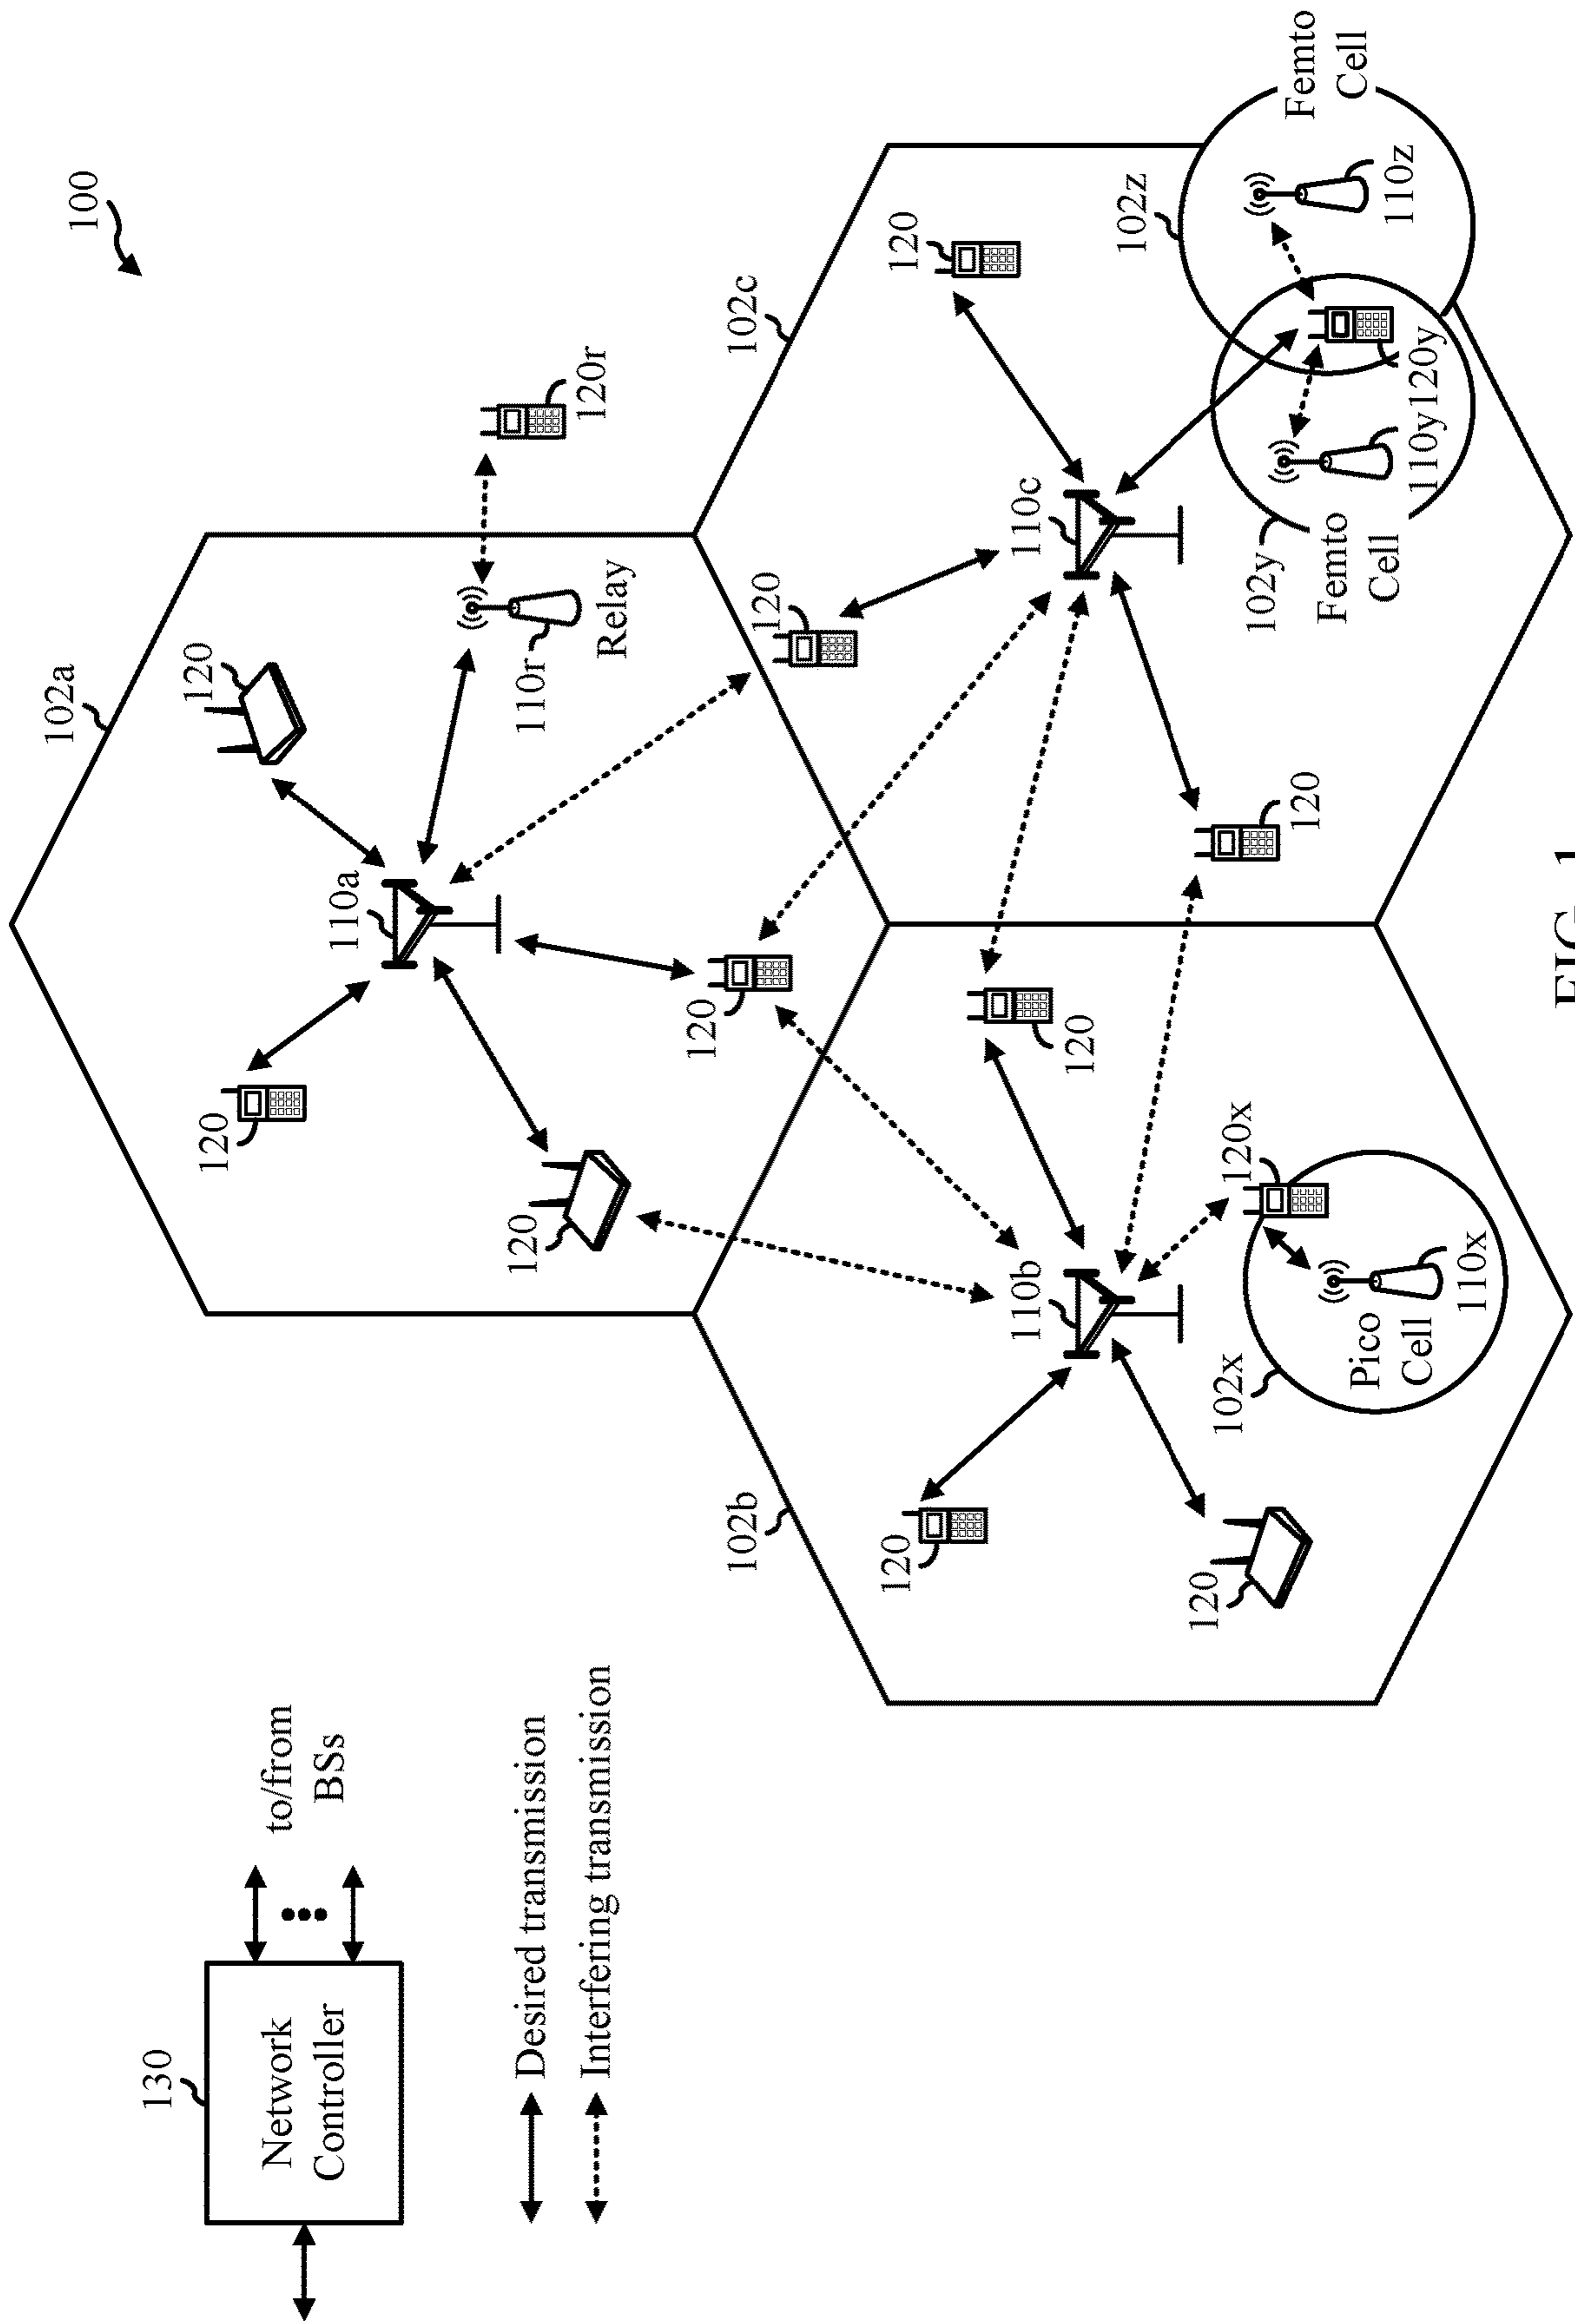 100
130
Network
Controller
to/from
BSs
Desired transmission
Interfering transmission
102a
120
120
110a
120
110r
Relay
120r
120
102b
120
110b
120
120
120
102x
Pico
Cell
110x
120x
102c
120
120
110c
120
102y
Femto
Cell
110y
120y
102z
110z
Femto
Cell
FIG. 1